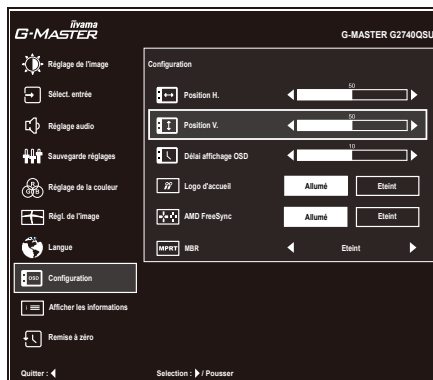 iiyama
G-MASTER
G-MASTER G2740QSU
Réglage de l'image
Sélect. entrée
Réglage audio
Sauvegarde réglages
R
G B
Réglage de la couleur
Régl. de l'image
Langue
OSD Configuration
i Afficher les informations
Remise à zéro
Configuration
Position H. 50
Position V. 50
Délai affichage OSD 10
Logo d'accueil Allumé Eteint
AMD FreeSync Allumé Eteint
MPRT MBR Eteint
Quitter :
Selection : / Pousser